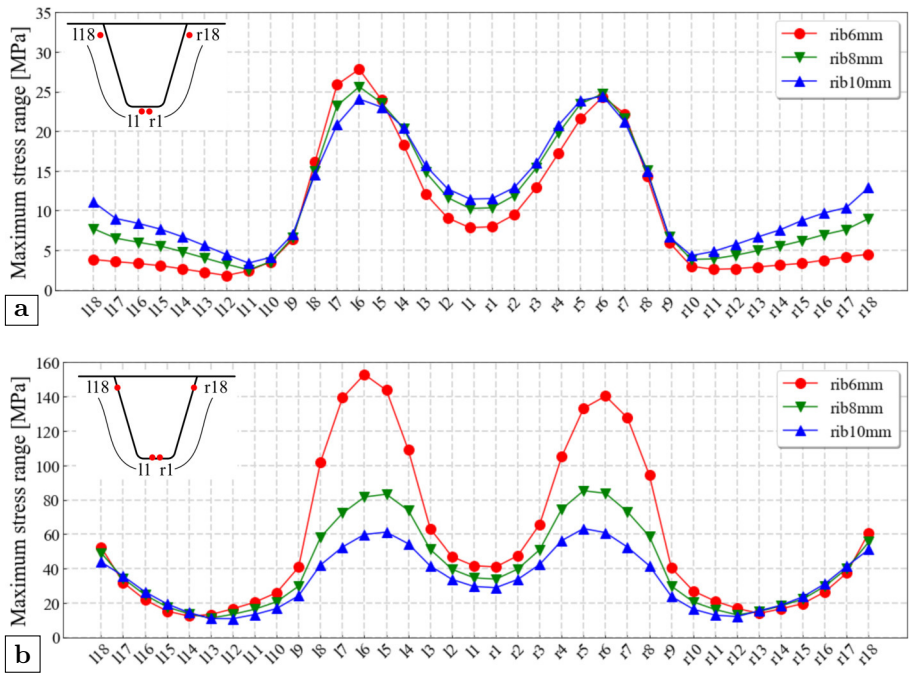 35
30
25
20
15
10
5
0
Maximum stress range [MPa]
l18
r18
l1 r1
rib6mm
rib8mm
rib10mm
l18 l17 l16 l15 l14 l13 l12 l11 l10 l9 l8 l7 l6 l5 l4 l3 l2 l1 r1 r2 r3 r4 r5 r6 r7 r8 r9 r10 r11 r12 r13 r14 r15 r16 r17 r18
a
160
140
120
100
80
60
40
20
0
Maximum stress range [MPa]
l18
r18
l1 r1
rib6mm
rib8mm
rib10mm
l18 l17 l16 l15 l14 l13 l12 l11 l10 l9 l8 l7 l6 l5 l4 l3 l2 l1 r1 r2 r3 r4 r5 r6 r7 r8 r9 r10 r11 r12 r13 r14 r15 r16 r17 r18
b